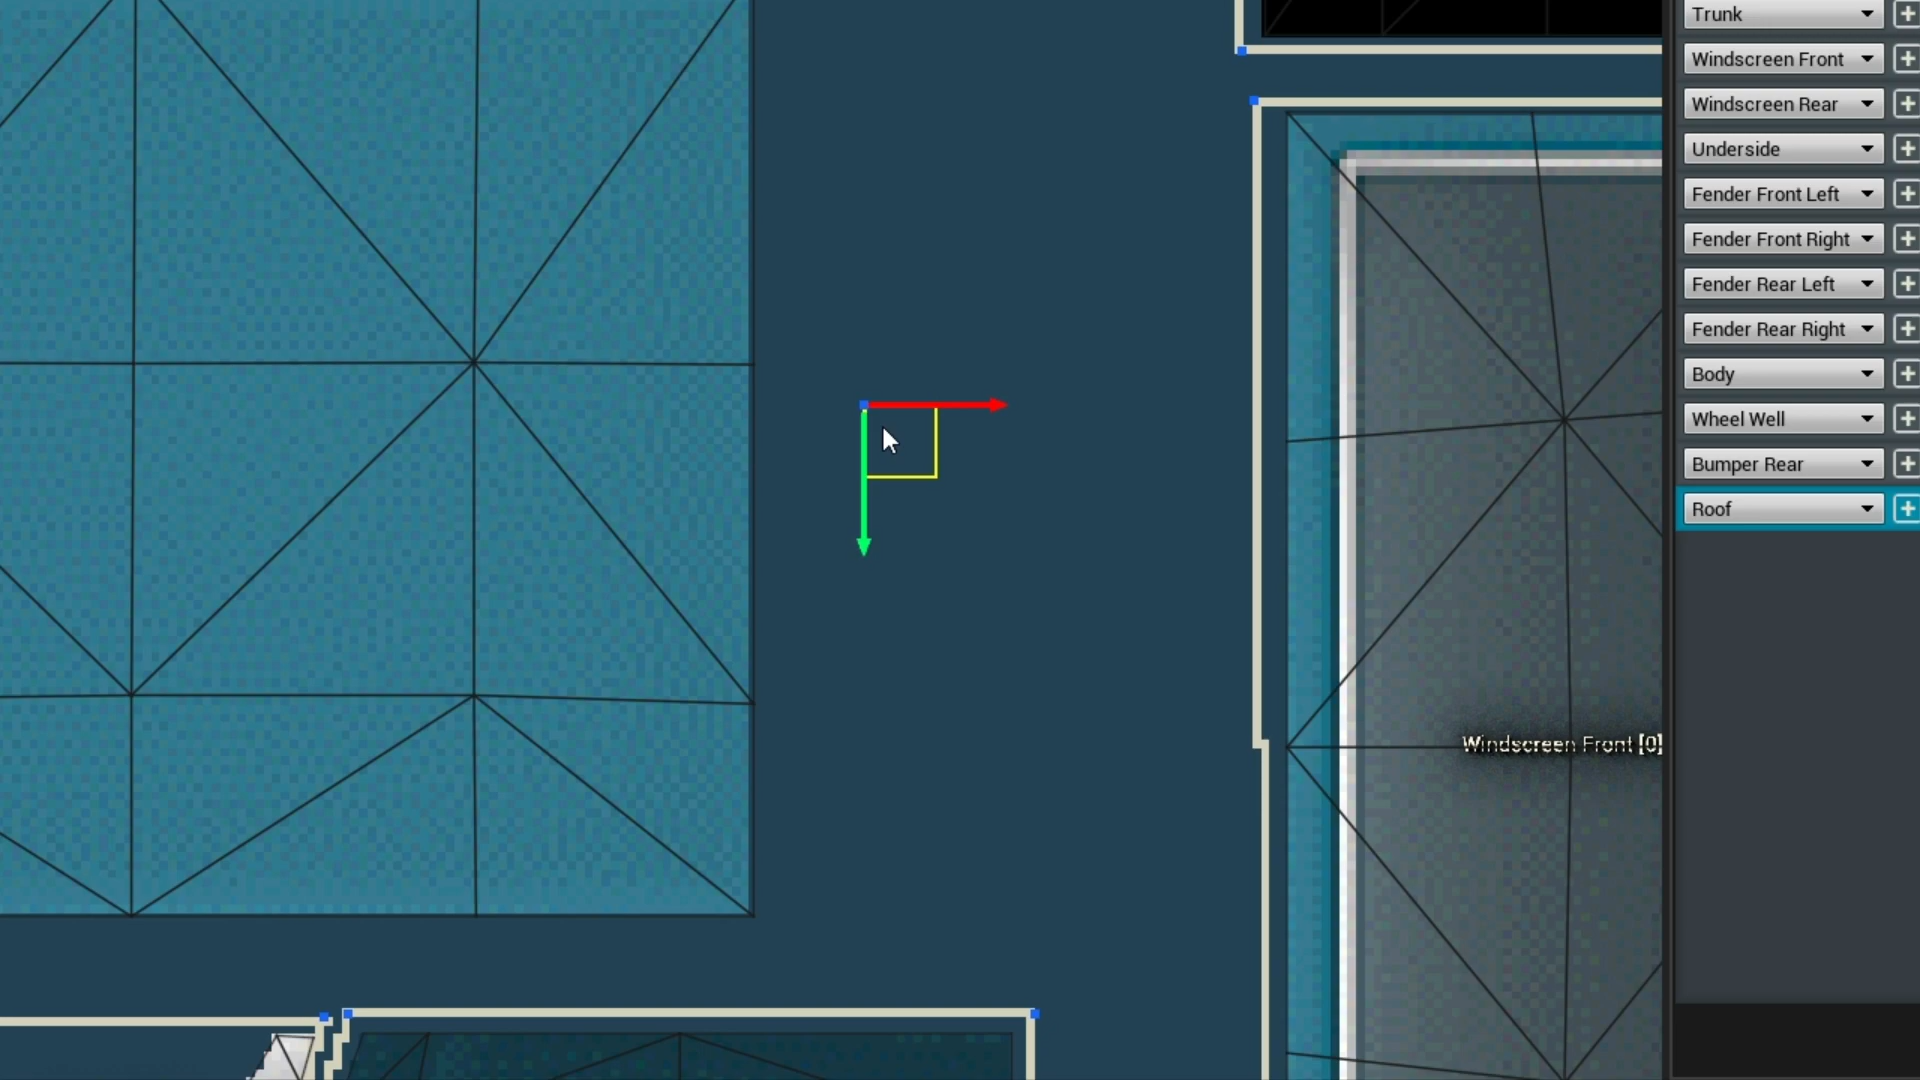 Trunk
Windscreen Front
Windscreen Rear
Underside
Fender Front Left
Fender Front Right
Fender Rear Left
Fender Rear Right
Body
Wheel Well
Bumper Rear
Roof
Windscreen Front [0]